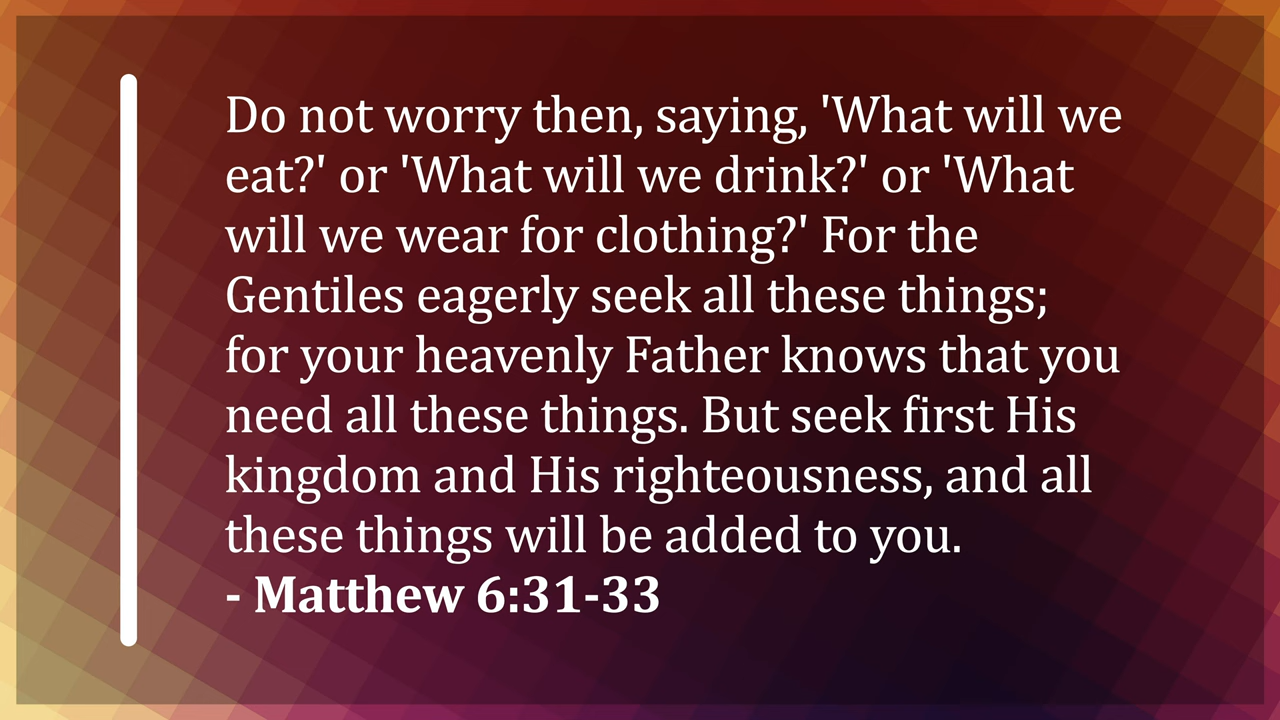 Do not worry then, saying, 'What will we
eat?' or 'What will we drink?' or 'What
will we wear for clothing?' For the
Gentiles eagerly seek all these things;
for your heavenly Father knows that you
need all these things. But seek first His
kingdom and His righteousness, and all
these things will be added to you.
- Matthew 6:31-33